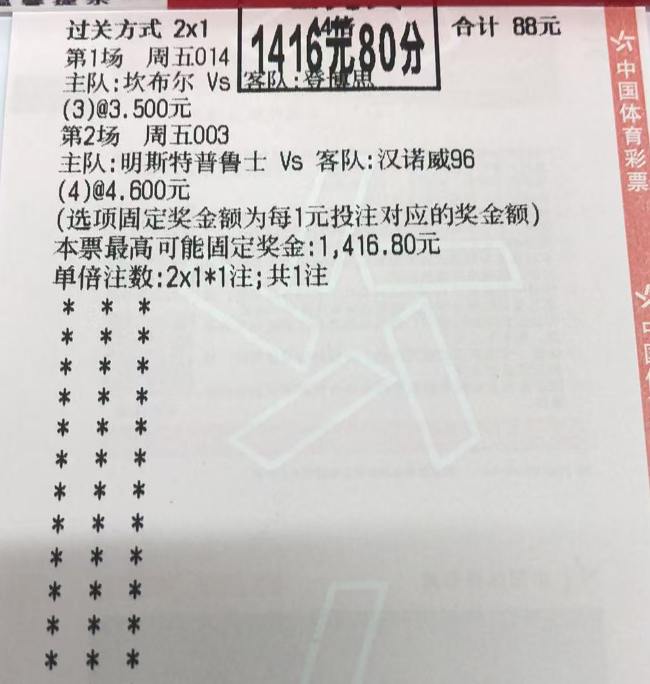 过关方式 2x1 合计 88元
1416元80分
第1场 周五014
主队:坎布尔 Vs 客队:登博思
(3)@3.500元
第2场 周五003
主队:明斯特普鲁士 Vs 客队:汉诺威96
(4)@4.600元
(选项固定奖金额为每1元投注对应的奖金额)
本票最高可能固定奖金:1,416.80元
单倍注数:2x1*1注;共1注
* * *
* * *
* * *
* * *
* * *
* * *
* * *
* * *
* * *
* * *
* * *
* * *
中国体育彩票